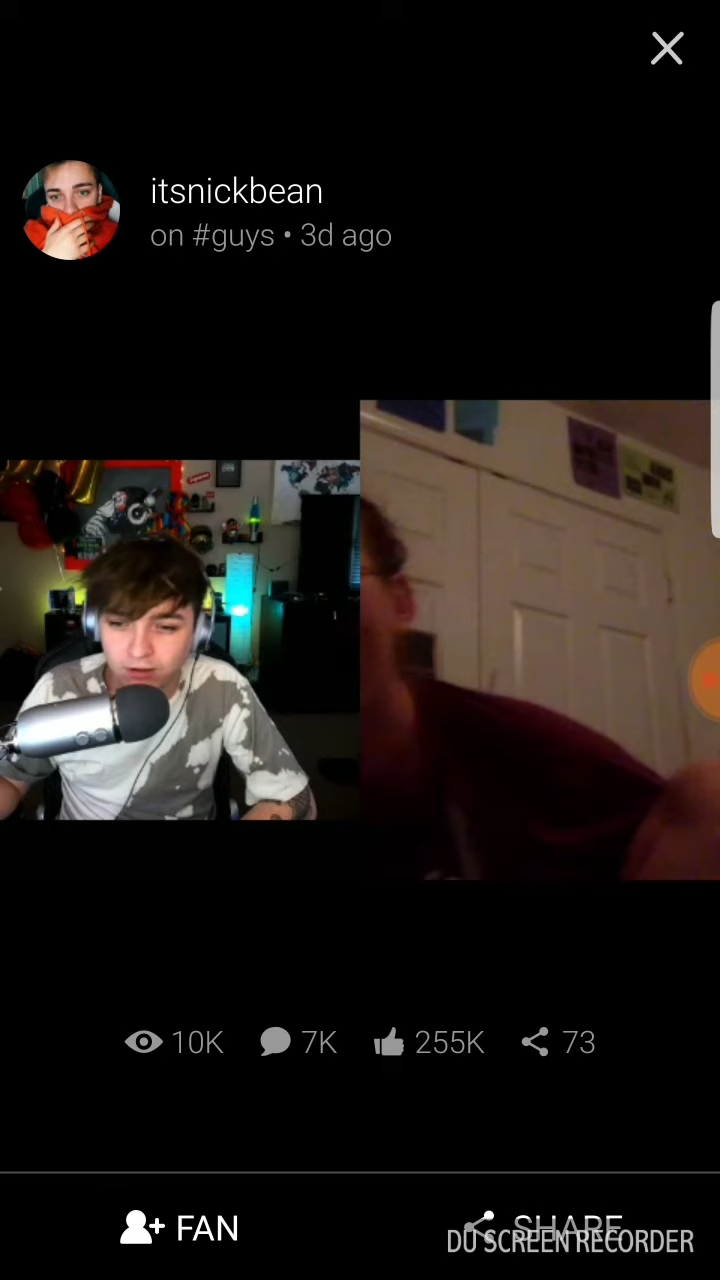 itsnickbean
on #guys • 3d ago
10K 7K 255K 73
FAN
SHARE
DU SCREEN RECORDER